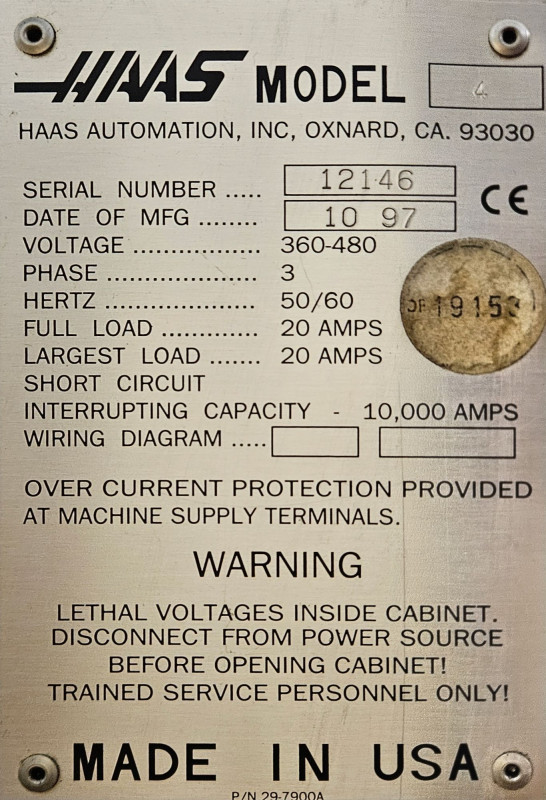 HAAS MODEL 4
HAAS AUTOMATION, INC, OXNARD, CA. 93030
SERIAL NUMBER ..... 12146
DATE OF MFG ........ 10 97
CE
VOLTAGE ................. 360-480
PHASE .................... 3
HERTZ .................... 50/60
FULL LOAD ............. 20 AMPS
LARGEST LOAD ....... 20 AMPS
SHORT CIRCUIT
INTERRUPTING CAPACITY - 10,000 AMPS
WIRING DIAGRAM .....
OVER CURRENT PROTECTION PROVIDED
AT MACHINE SUPPLY TERMINALS.
WARNING
LETHAL VOLTAGES INSIDE CABINET.
DISCONNECT FROM POWER SOURCE
BEFORE OPENING CABINET!
TRAINED SERVICE PERSONNEL ONLY!
MADE IN USA
P/N 29-7900A